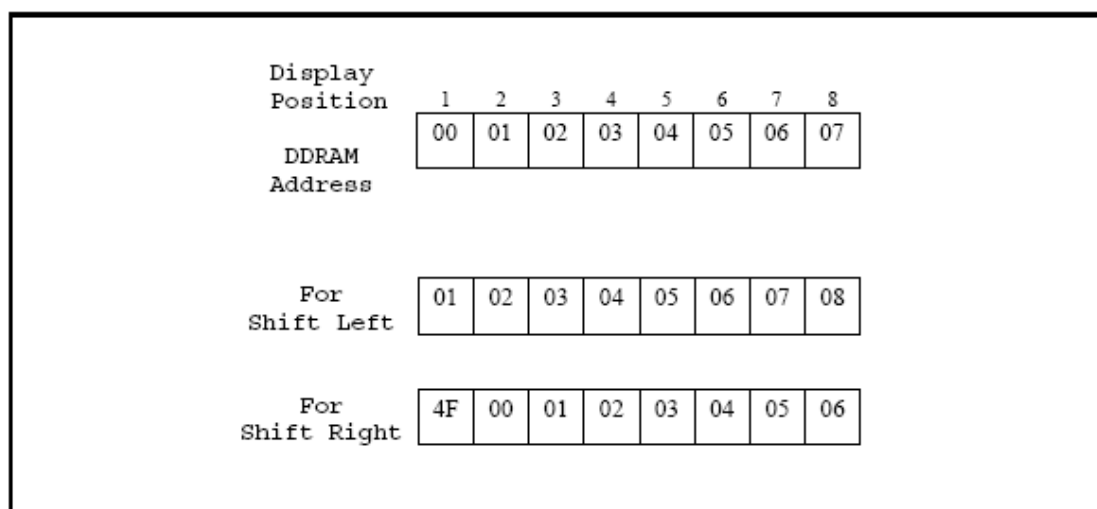 Display
Position 1 2 3 4 5 6 7 8
00 01 02 03 04 05 06 07
DDRAM
Address
For
Shift Left
01 02 03 04 05 06 07 08
For
Shift Right
4F 00 01 02 03 04 05 06